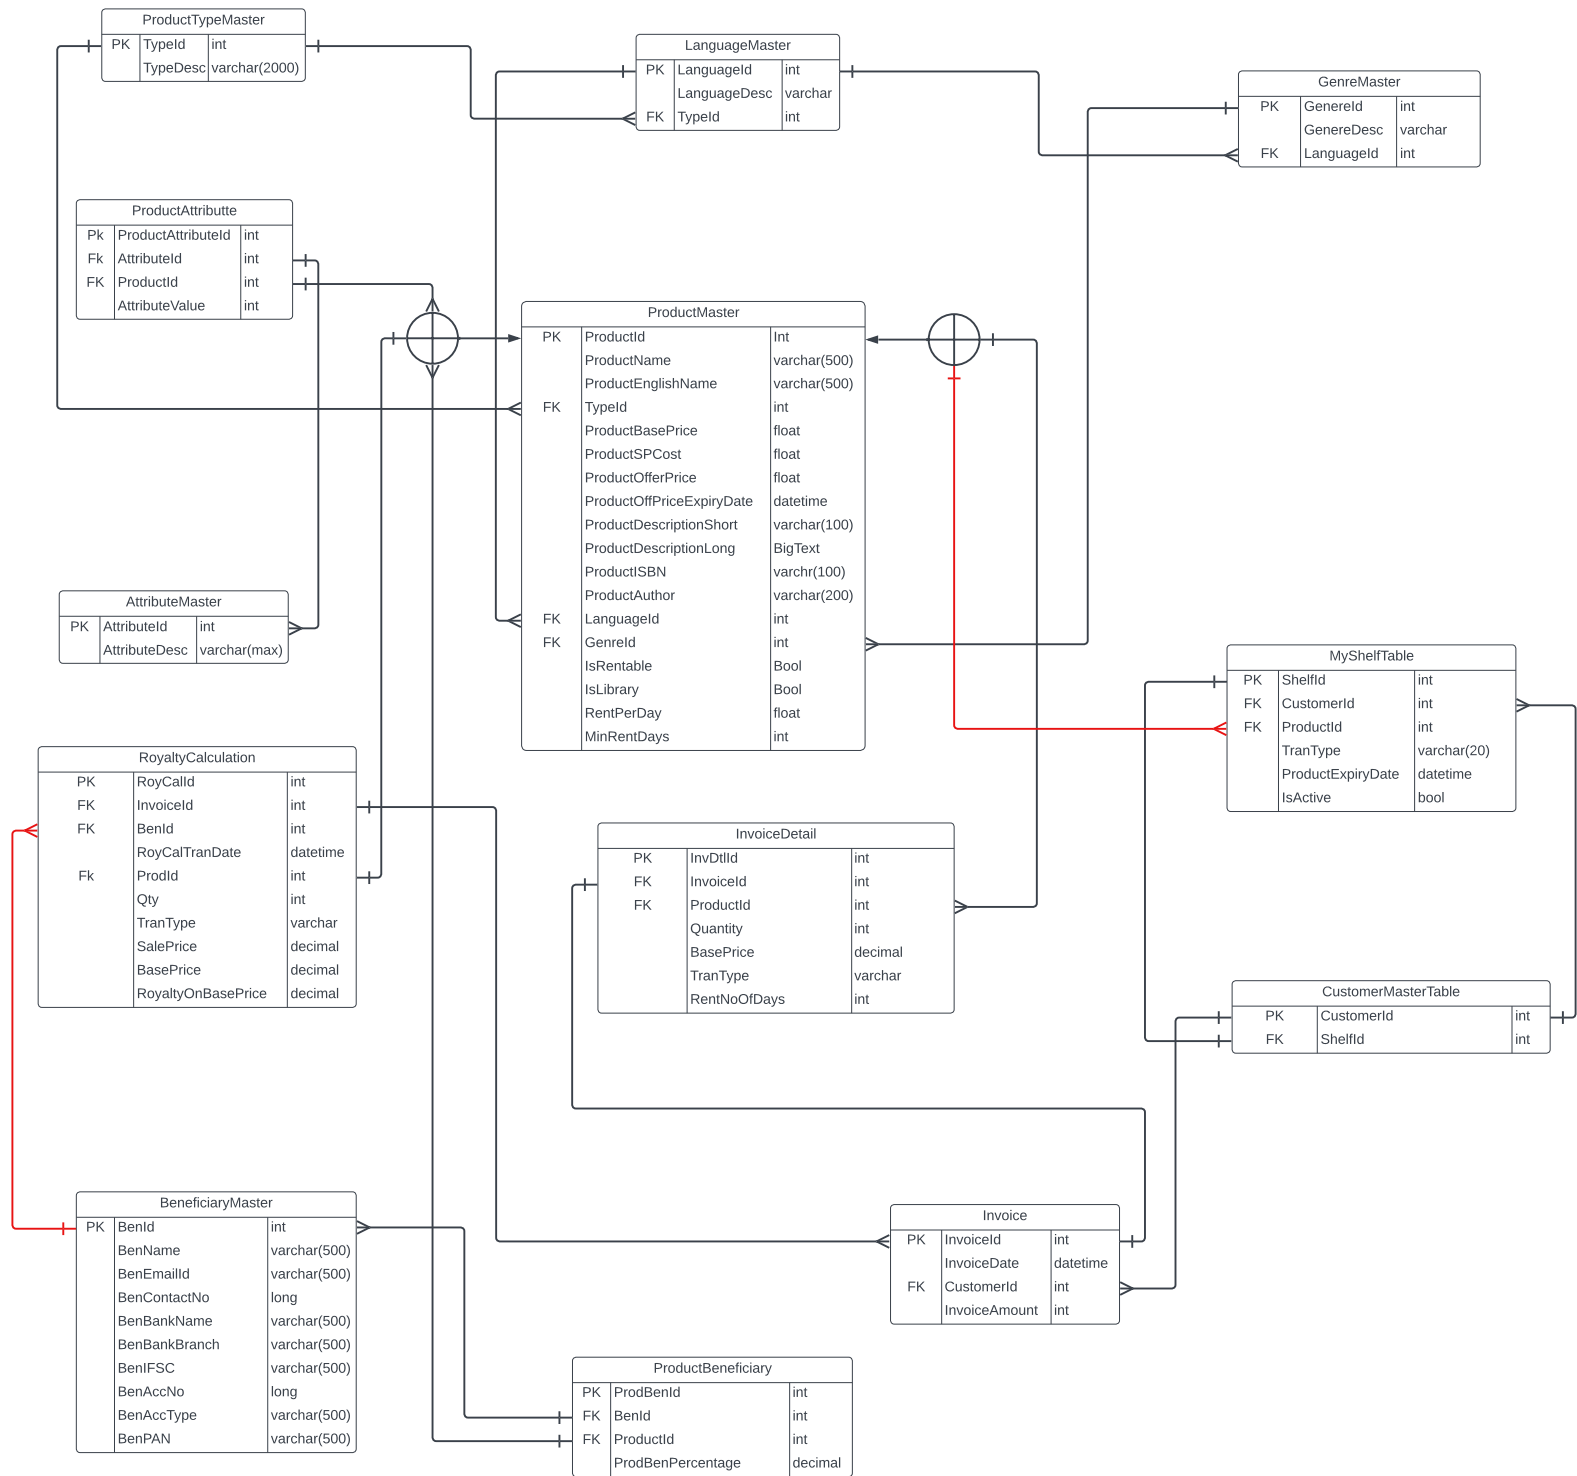 ProductTypeMaster
PK TypeId int
TypeDesc varchar(2000)
LanguageMaster
PK LanguageId int
LanguageDesc varchar
FK TypeId int
GenreMaster
PK GenereId int
GenereDesc varchar
FK LanguageId int
ProductAttributte
Pk ProductAttributeId int
Fk AttributeId int
FK ProductId int
AttributeValue int
ProductMaster
PK ProductId Int
ProductName varchar(500)
ProductEnglishName varchar(500)
FK TypeId int
ProductBasePrice float
ProductSPCost float
ProductOfferPrice float
ProductOffPriceExpiryDate datetime
ProductDescriptionShort varchar(100)
ProductDescriptionLong BigText
ProductISBN varchr(100)
ProductAuthor varchar(200)
FK LanguageId int
FK GenreId int
IsRentable Bool
IsLibrary Bool
RentPerDay float
MinRentDays int
AttributeMaster
PK AttributeId int
AttributeDesc varchar(max)
MyShelfTable
PK ShelfId int
FK CustomerId int
FK ProductId int
TranType varchar(20)
ProductExpiryDate datetime
IsActive bool
RoyaltyCalculation
PK RoyCalId int
FK InvoiceId int
FK BenId int
RoyCalTranDate datetime
Fk ProdId int
Qty int
TranType varchar
SalePrice decimal
BasePrice decimal
RoyaltyOnBasePrice decimal
InvoiceDetail
PK InvDtlId int
FK InvoiceId int
FK ProductId int
Quantity int
BasePrice decimal
TranType varchar
RentNoOfDays int
CustomerMasterTable
PK CustomerId int
FK ShelfId int
BeneficiaryMaster
PK BenId int
BenName varchar(500)
BenEmailId varchar(500)
BenContactNo long
BenBankName varchar(500)
BenBankBranch varchar(500)
BenIFSC varchar(500)
BenAccNo long
BenAccType varchar(500)
BenPAN varchar(500)
Invoice
PK InvoiceId int
InvoiceDate datetime
FK CustomerId int
InvoiceAmount int
ProductBeneficiary
PK ProdBenId int
FK BenId int
FK ProductId int
ProdBenPercentage decimal